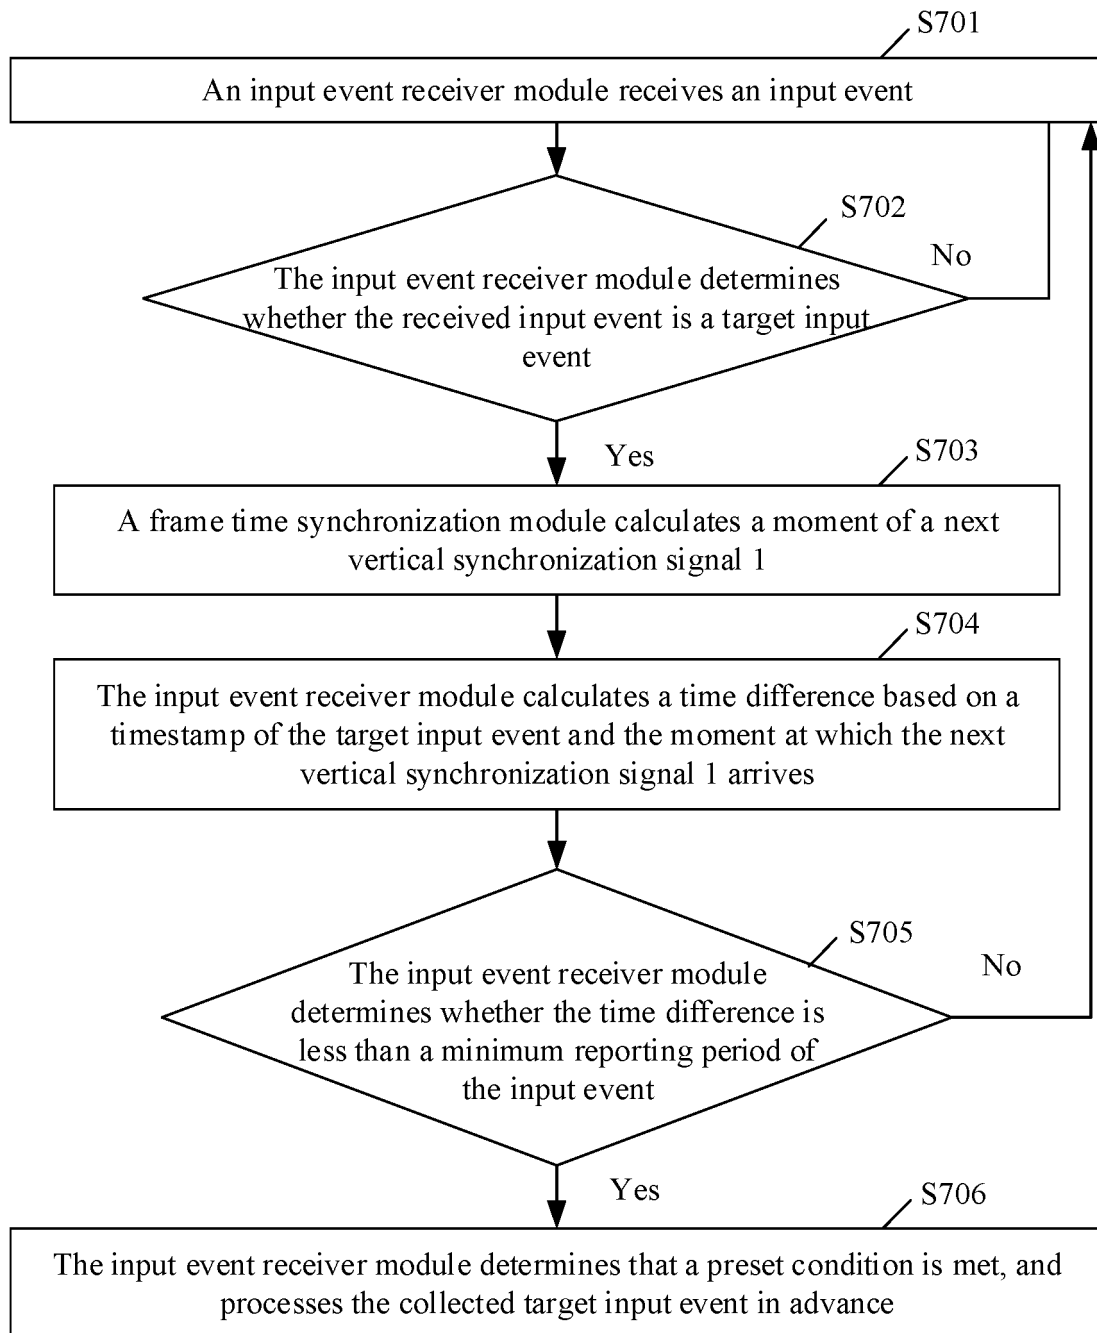 S701
An input event receiver module receives an input event
S702
No
The input event receiver module determines
whether the received input event is a target input
event
Yes
S703
A frame time synchronization module calculates a moment of a next
vertical synchronization signal 1
S704
The input event receiver module calculates a time difference based on a
timestamp of the target input event and the moment at which the next
vertical synchronization signal 1 arrives
S705
No
The input event receiver module
determines whether the time difference is
less than a minimum reporting period of
the input event
Yes
S706
The input event receiver module determines that a preset condition is met, and
processes the collected target input event in advance